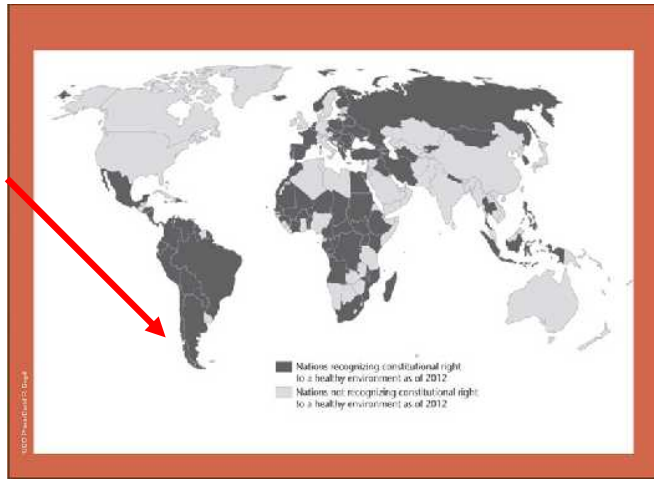 Nations recognizing constitutional right
to a healthy environment as of 2012
Nations not recognizing constitutional right
to a healthy environment as of 2012